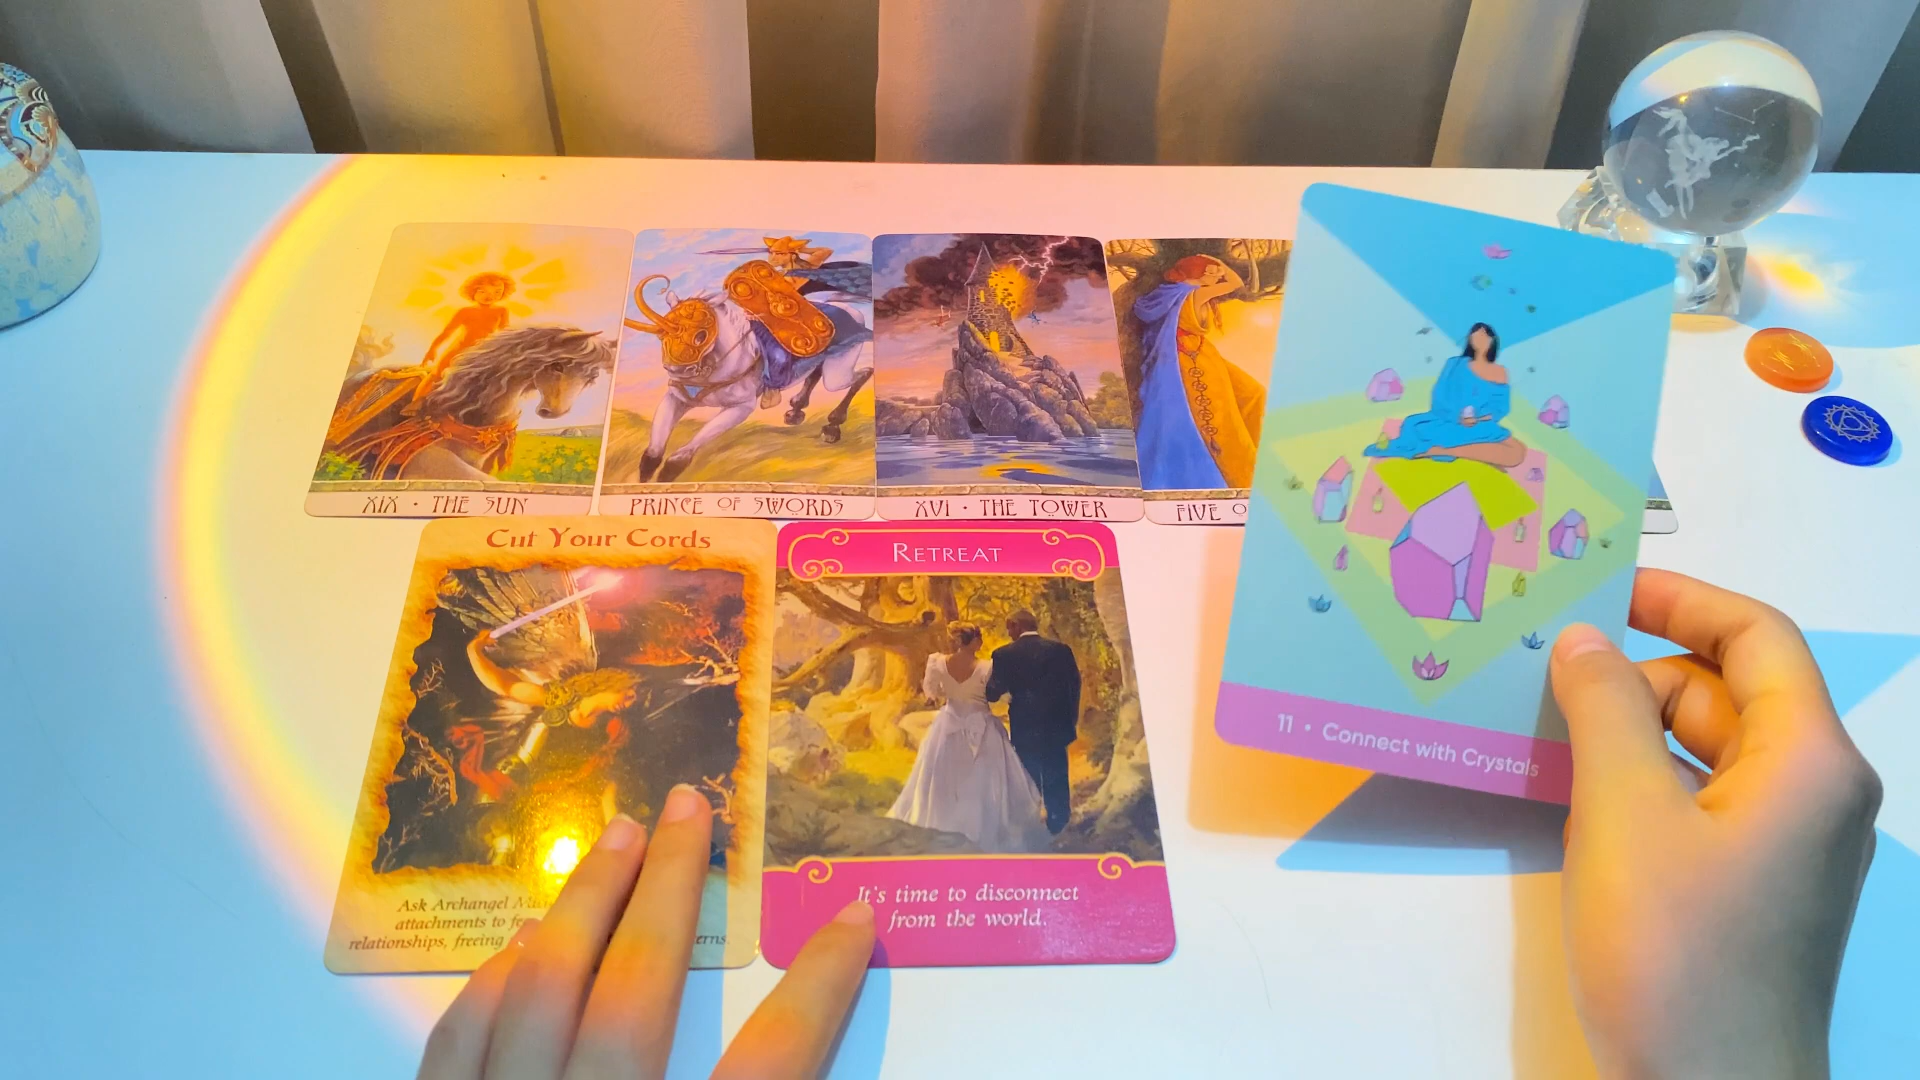 XIX • THE SUN
PRINCE OF SWORDS
XVI • THE TOWER
FIVE
Cut Your Cords
Ask Archangel
attachments to
relationships, freeing
RETREAT
It's time to disconnect
from the world.
11 • Connect with Crystals